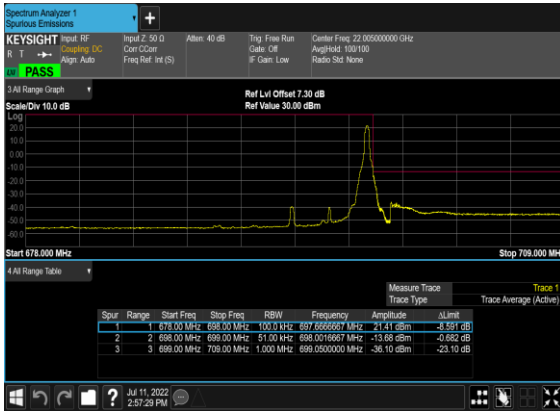 Spectrum Analyzer 1
Spurious Emissions
KEYSIGHT
R T
PASS
Input: RF
Coupling: DC
Align: Auto
Input Z: 50 Ω
Corr CCorr
Freq Ref: Int (S)
Atten: 40 dB
Trig: Free Run
Gate: Off
IF Gain: Low
Center Freq: 22.005000000 GHz
Avg|Hold: 100/100
Radio Std: None
3 All Range Graph
Scale/Div 10.0 dB
Ref Lvl Offset 7.30 dB
Ref Value 30.00 dBm
Log
20.0
10.0
0.00
-10.0
-20.0
-30.0
-40.0
-50.0
-60.0
Start 678.000 MHz
Stop 709.000 MH
4 All Range Table
Measure Trace Trace 1
Trace Type Trace Average (Active)
Spur Range Start Freq Stop Freq RBW Frequency Amplitude ΔLimit
1 1 678.00 MHz 698.00 MHz 100.0 kHz 697.6666667 MHz 21.41 dBm -8.591 dB
2 2 698.00 MHz 699.00 MHz 51.00 kHz 698.0016667 MHz -13.68 dBm -0.682 dB
3 3 699.00 MHz 709.00 MHz 1.000 MHz 699.0500000 MHz -36.10 dBm -23.10 dB
?
Jul 11, 2022
2:57:29 PM